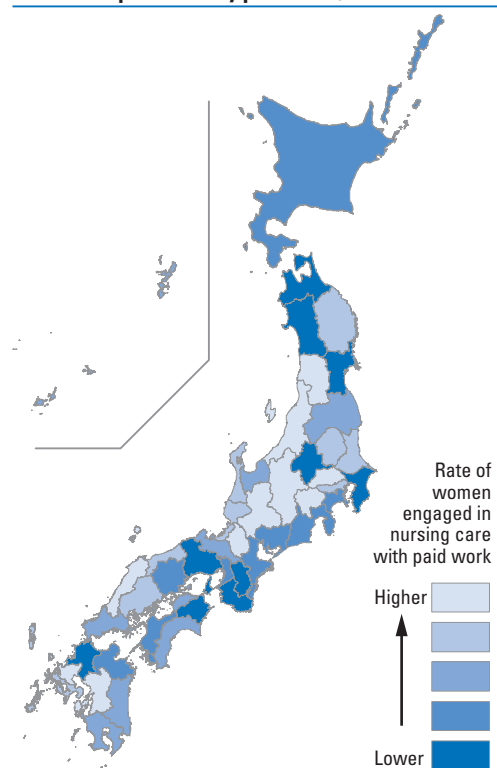 Rate of
women
engaged in
nursing care
with paid work
Higher
Lower